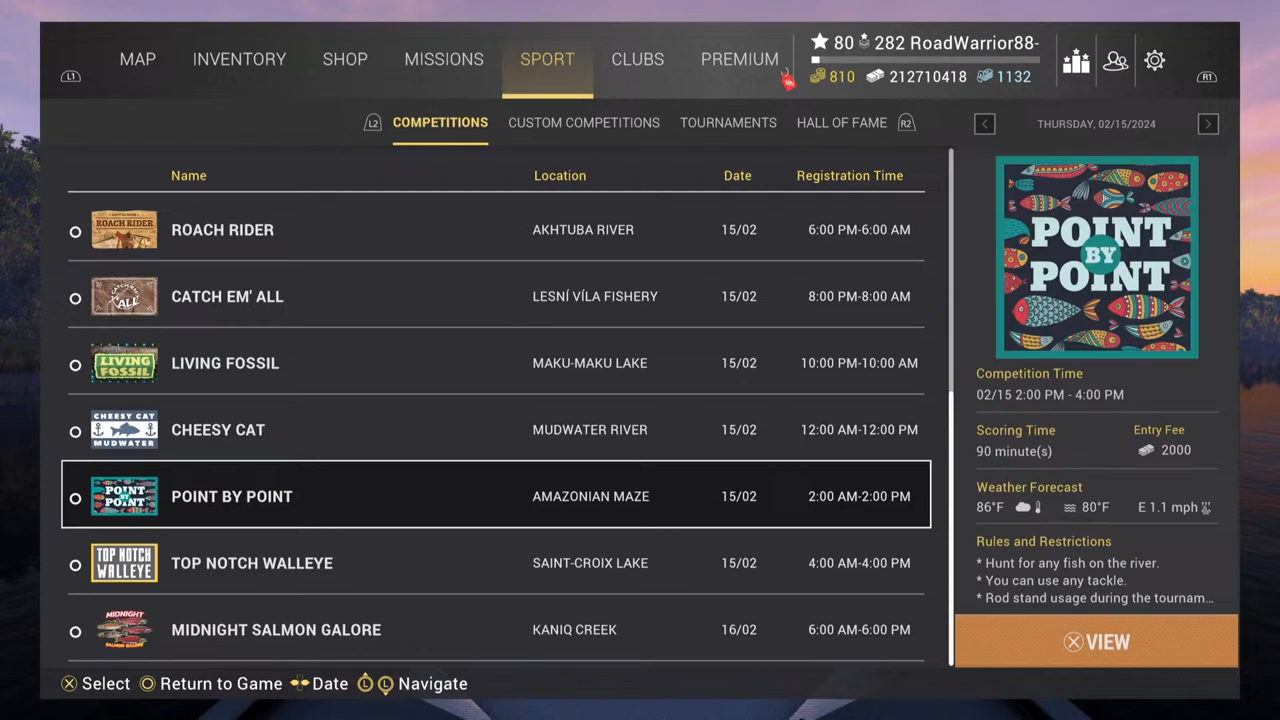 L1
MAP INVENTORY SHOP MISSIONS SPORT CLUBS PREMIUM
80 282 RoadWarrior88-
810 212710418 1132
R1
L2 COMPETITIONS CUSTOM COMPETITIONS TOURNAMENTS HALL OF FAME R2
THURSDAY, 02/15/2024
Name Location Date Registration Time
ROACH RIDER ROACH RIDER AKHTUBA RIVER 15/02 6:00 PM-6:00 AM
ALL CATCH EM' ALL LESNÍ VÍLA FISHERY 15/02 8:00 PM-8:00 AM
LIVING FOSSIL LIVING FOSSIL MAKU-MAKU LAKE 15/02 10:00 PM-10:00 AM
CHEESY CAT MUDWATER CHEESY CAT MUDWATER RIVER 15/02 12:00 AM-12:00 PM
POINT BY POINT POINT BY POINT AMAZONIAN MAZE 15/02 2:00 AM-2:00 PM
TOP NOTCH WALLEYE TOP NOTCH WALLEYE SAINT-CROIX LAKE 15/02 4:00 AM-4:00 PM
MIDNIGHT SALMON GALORE MIDNIGHT SALMON GALORE KANIQ CREEK 16/02 6:00 AM-6:00 PM
POINT
BY
POINT
Competition Time
02/15 2:00 PM - 4:00 PM
Scoring Time Entry Fee
90 minute(s) 2000
Weather Forecast
86°F 80°F E 1.1 mph
Rules and Restrictions
* Hunt for any fish on the river.
* You can use any tackle.
* Rod stand usage during the tournam...
VIEW
Select Return to Game Date L L Navigate